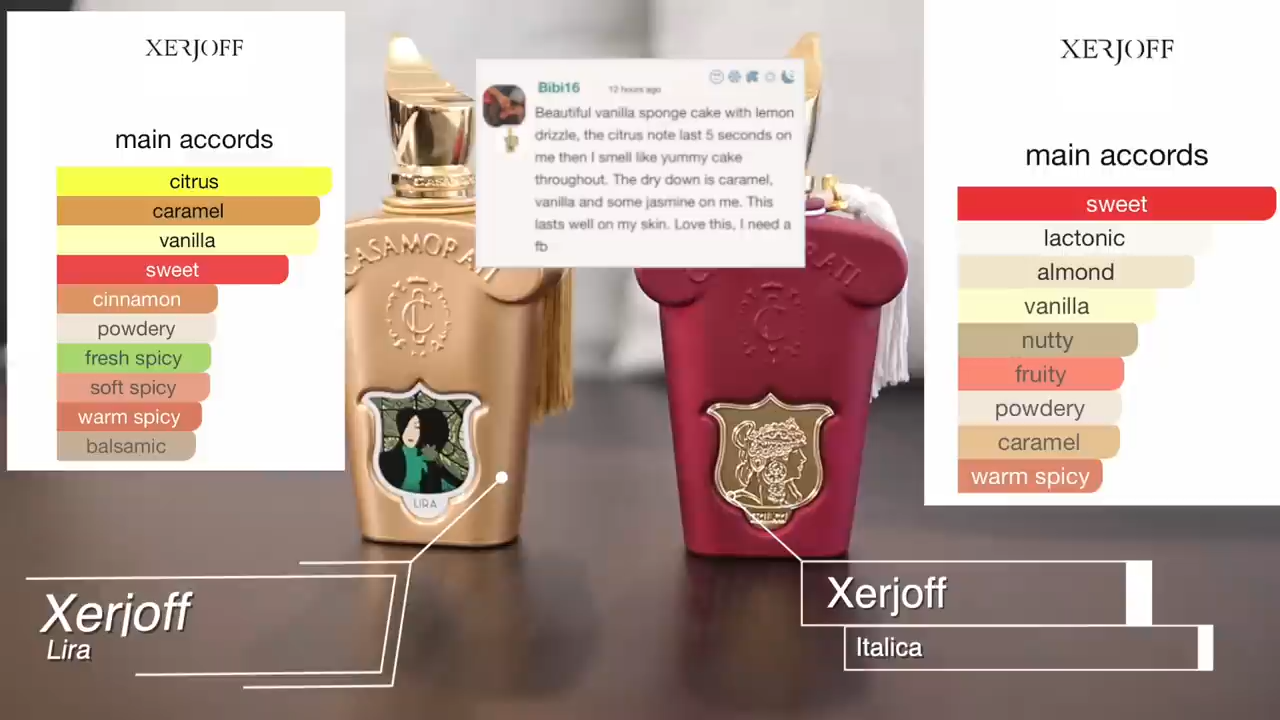 XERJOFF
main accords
citrus
caramel
vanilla
sweet
cinnamon
powdery
fresh spicy
soft spicy
warm spicy
balsamic
Bibi16 12 hours ago
Beautiful vanilla sponge cake with lemon
drizzle, the citrus note last 5 seconds on
me then I smell like yummy cake
throughout. The dry down is caramel,
vanilla and some jasmine on me. This
lasts well on my skin. Love this, I need a
fb
XERJOFF
main accords
sweet
lactonic
almond
vanilla
nutty
fruity
powdery
caramel
warm spicy
CASAMORATI
LIRA
Xerjoff
Lira
Xerjoff
Italica